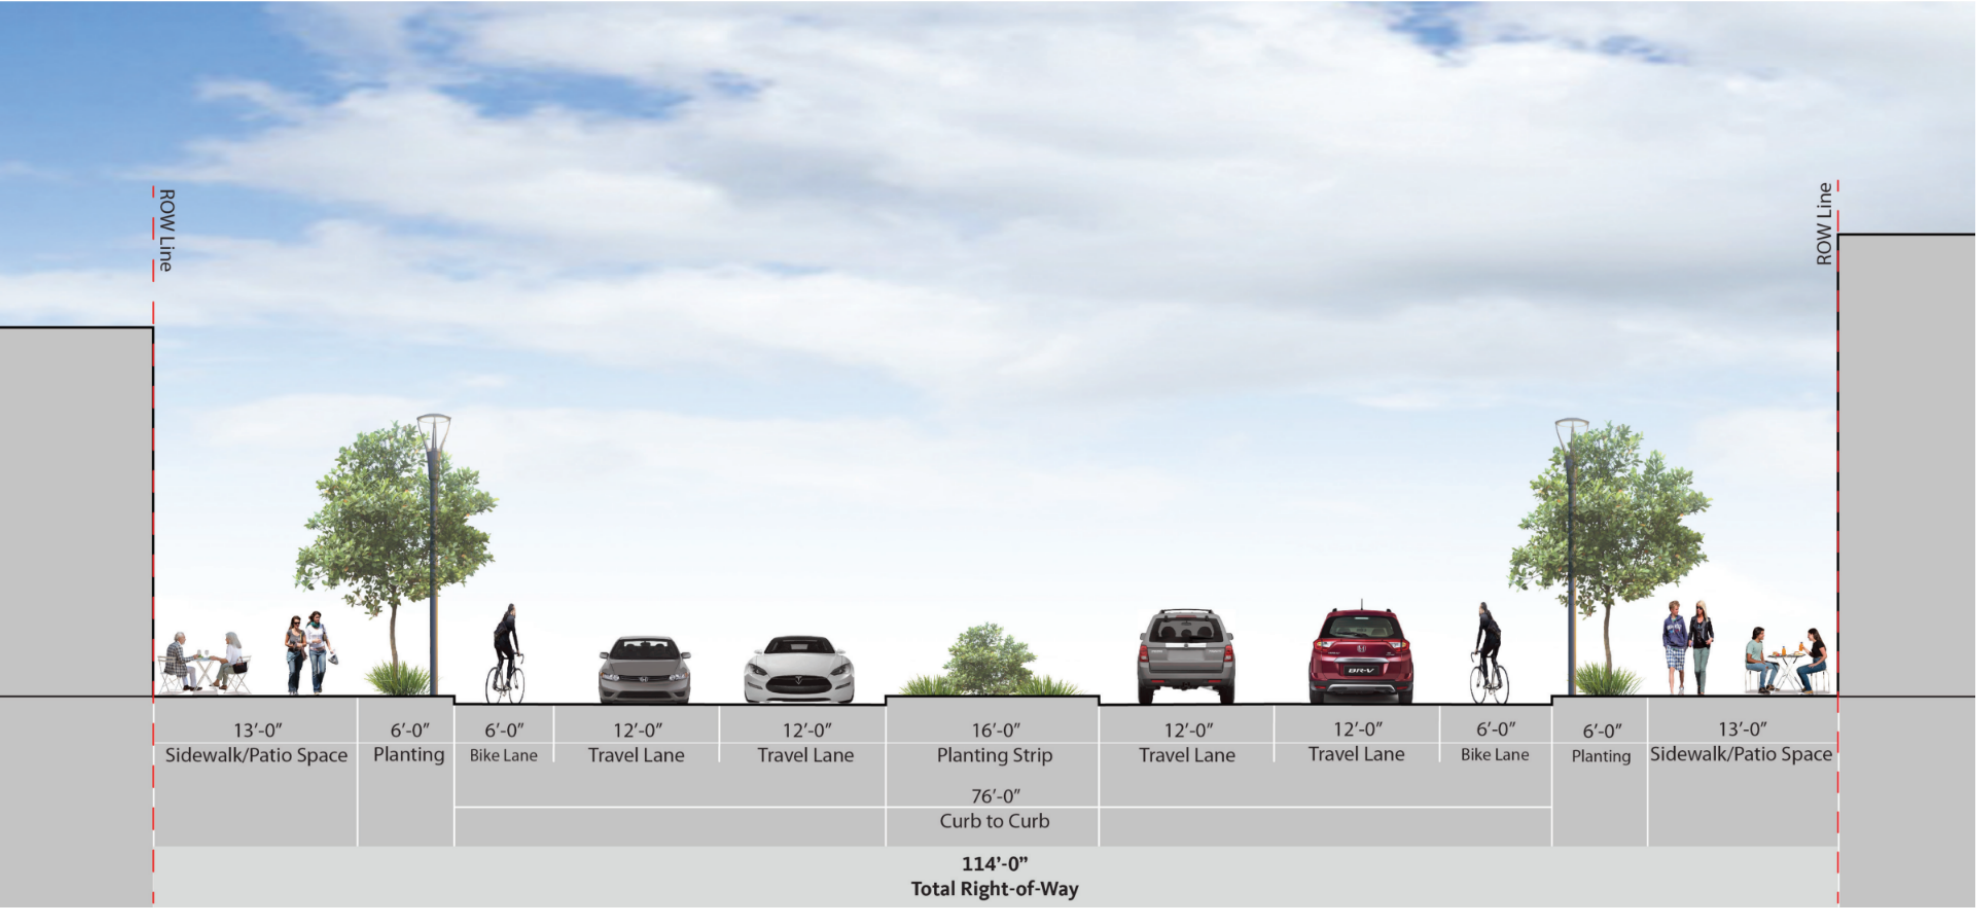 ROW Line
ROW Line
BR-V
13'-0" 6'-0" 6'-0" 12'-0" 12'-0" 16'-0" 12'-0" 12'-0" 6'-0" 6'-0" 13'-0"
Sidewalk/Patio Space Planting Bike Lane Travel Lane Travel Lane Planting Strip Travel Lane Travel Lane Bike Lane Planting Sidewalk/Patio Space
76'-0"
Curb to Curb
114'-0"
Total Right-of-Way